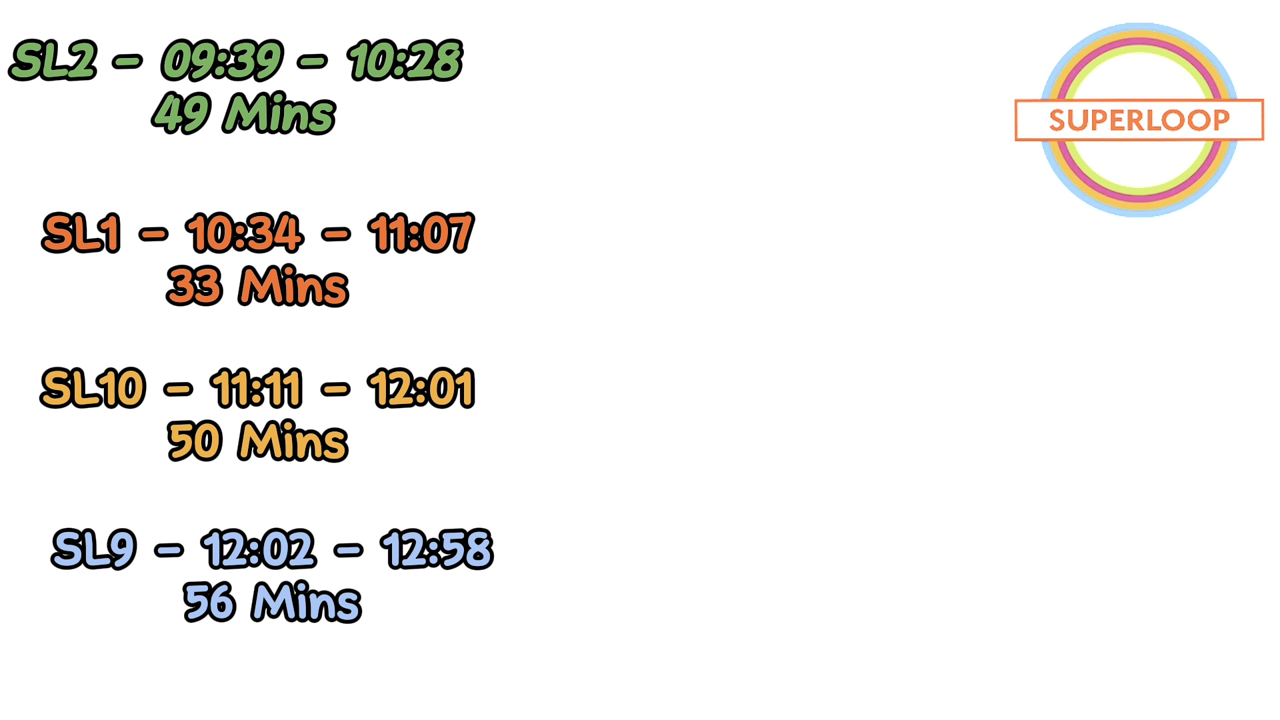 SL2 - 09:39 - 10:28
49 Mins
SUPERLOOP
SL1 - 10:34 - 11:07
33 Mins
SL10 - 11:11 - 12:01
50 Mins
SL9 - 12:02 - 12:58
56 Mins